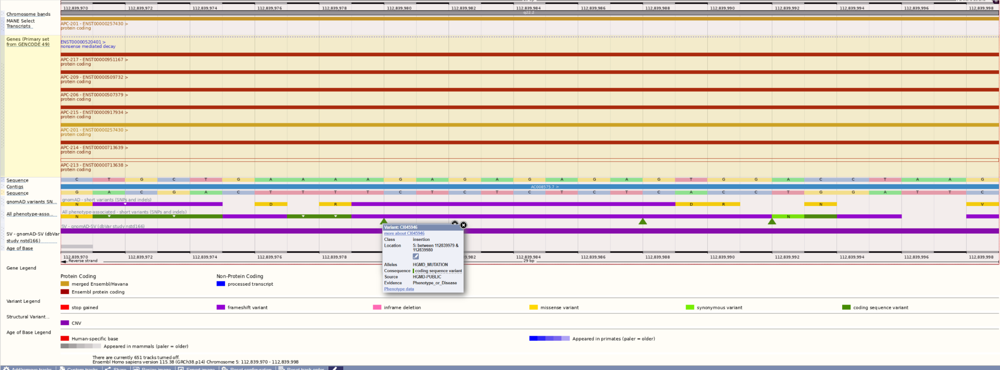 112,839,970 112,839,972 112,839,974 112,839,976 112,839,978 112,839,980 112,839,982 112,839,984 112,839,986 112,839,988 112,839,990 112,839,992 112,839,994 112,839,996 112,839,998
Chromosome bands
q22.2
MANE Select
Transcripts
APC-201 - ENST00000257430 >
protein coding
Genes (Primary set
from GENCODE 49)
ENST00000520401 >
nonsense mediated decay
APC-217 - ENST00000951167 >
protein coding
APC-209 - ENST00000509732 >
protein coding
APC-206 - ENST00000507379 >
protein coding
APC-215 - ENST00000917934 >
protein coding
APC-201 - ENST00000257430 >
protein coding
APC-214 - ENST00000713639 >
protein coding
APC-213 - ENST00000713638 >
protein coding
Sequence C T G C T G A A A A G A G A G A G A G T G G A C C T A A G
Contigs AC008575.7 >
Sequence G A C G A C T T T T C T C T C T C T C A C C T G G A T T C
gnomAD variants SN...
gnomAD - short variants (SNPs and indels)
N D R D R N V
All phenotype-asso...
All phenotype-associated - short variants (SNPs and indels)
N N
SV - gnomAD-SV (dbVar study nstd166)
SV - gnomAD-SV (dbVar
study nstd166)
Age of Base
Variant: CI045946
more about CI045946
Class insertion
Location 5: between 112839979 &
112839980
Alleles HGMD_MUTATION
Consequence coding sequence variant
Source HGMD-PUBLIC
Evidence Phenotype_or_Disease
Phenotype data
112,839,970 112,839,972 112,839,974 112,839,976 112,839,978 ,982 112,839,984 112,839,986 112,839,988 112,839,990 112,839,992 112,839,994 112,839,996 112,839,998
Reverse strand 29 bp
Gene Legend
Protein Coding Non-Protein Coding
merged Ensembl/Havana processed transcript
Ensembl protein coding
Variant Legend
stop gained frameshift variant inframe deletion missense variant synonymous variant coding sequence variant
Structural Variant...
CNV
Age of Base Legend
Human-specific base Appeared in primates (paler = older)
Appeared in mammals (paler = older)
There are currently 651 tracks turned off.
Ensembl Homo sapiens version 115.38 (GRCh38.p14) Chromosome 5: 112,839,970 - 112,839,998
Add/remove tracks Custom tracks Share Resize image Export image Reset configuration Reset track order